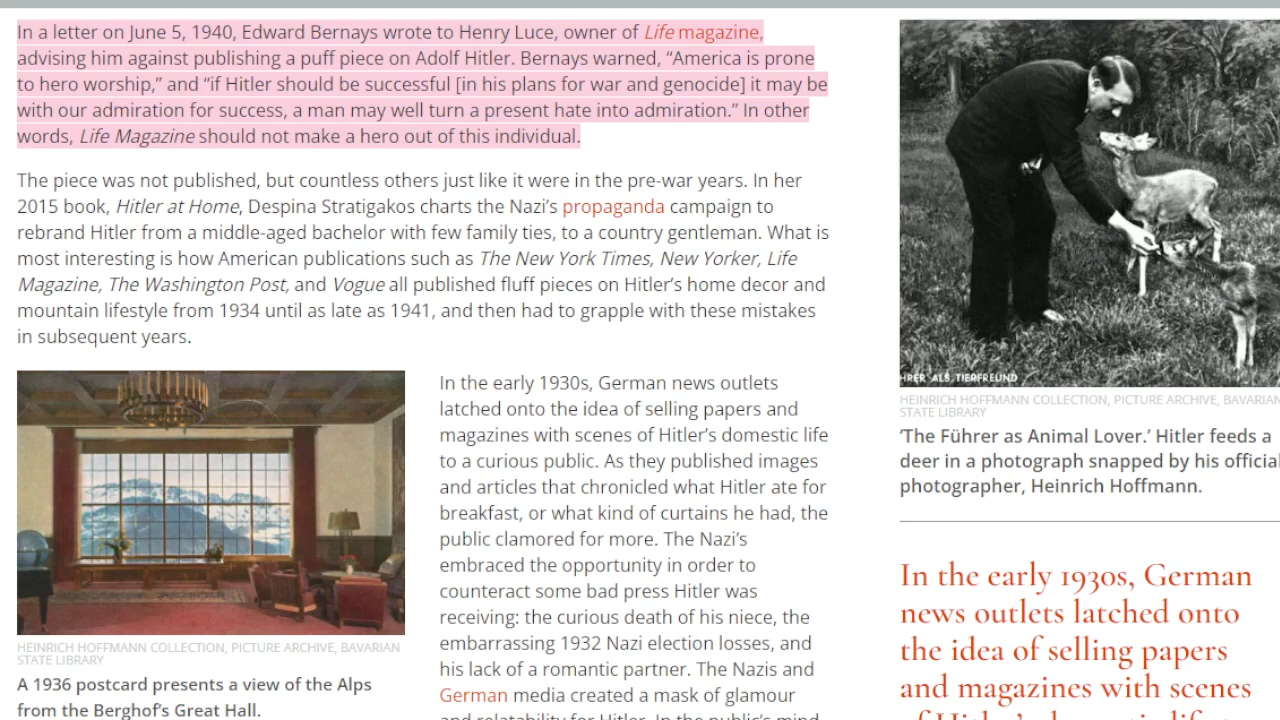 In a letter on June 5, 1940, Edward Bernays wrote to Henry Luce, owner of Life magazine,
advising him against publishing a puff piece on Adolf Hitler. Bernays warned, “America is prone
to hero worship,” and “if Hitler should be successful [in his plans for war and genocide] it may be
with our admiration for success, a man may well turn a present hate into admiration.” In other
words, Life Magazine should not make a hero out of this individual.
The piece was not published, but countless others just like it were in the pre-war years. In her
2015 book, Hitler at Home, Despina Stratigakos charts the Nazi’s propaganda campaign to
rebrand Hitler from a middle-aged bachelor with few family ties, to a country gentleman. What is
most interesting is how American publications such as The New York Times, New Yorker, Life
Magazine, The Washington Post, and Vogue all published fluff pieces on Hitler’s home decor and
mountain lifestyle from 1934 until as late as 1941, and then had to grapple with these mistakes
in subsequent years.
HEINRICH HOFFMANN COLLECTION, PICTURE ARCHIVE, BAVARIAN
STATE LIBRARY
A 1936 postcard presents a view of the Alps
from the Berghof’s Great Hall.
In the early 1930s, German news outlets
latched onto the idea of selling papers and
magazines with scenes of Hitler’s domestic life
to a curious public. As they published images
and articles that chronicled what Hitler ate for
breakfast, or what kind of curtains he had, the
public clamored for more. The Nazi’s
embraced the opportunity in order to
counteract some bad press Hitler was
receiving: the curious death of his niece, the
embarrassing 1932 Nazi election losses, and
his lack of a romantic partner. The Nazis and
German media created a mask of glamour
and relatability for Hitler. In the public’s mind
HRER ALS TIERFREUND
HEINRICH HOFFMANN COLLECTION, PICTURE ARCHIVE, BAVARIAN
STATE LIBRARY
‘The Führer as Animal Lover.’ Hitler feeds a
deer in a photograph snapped by his official
photographer, Heinrich Hoffmann.
In the early 1930s, German
news outlets latched onto
the idea of selling papers
and magazines with scenes
of Hitler’s domestic life